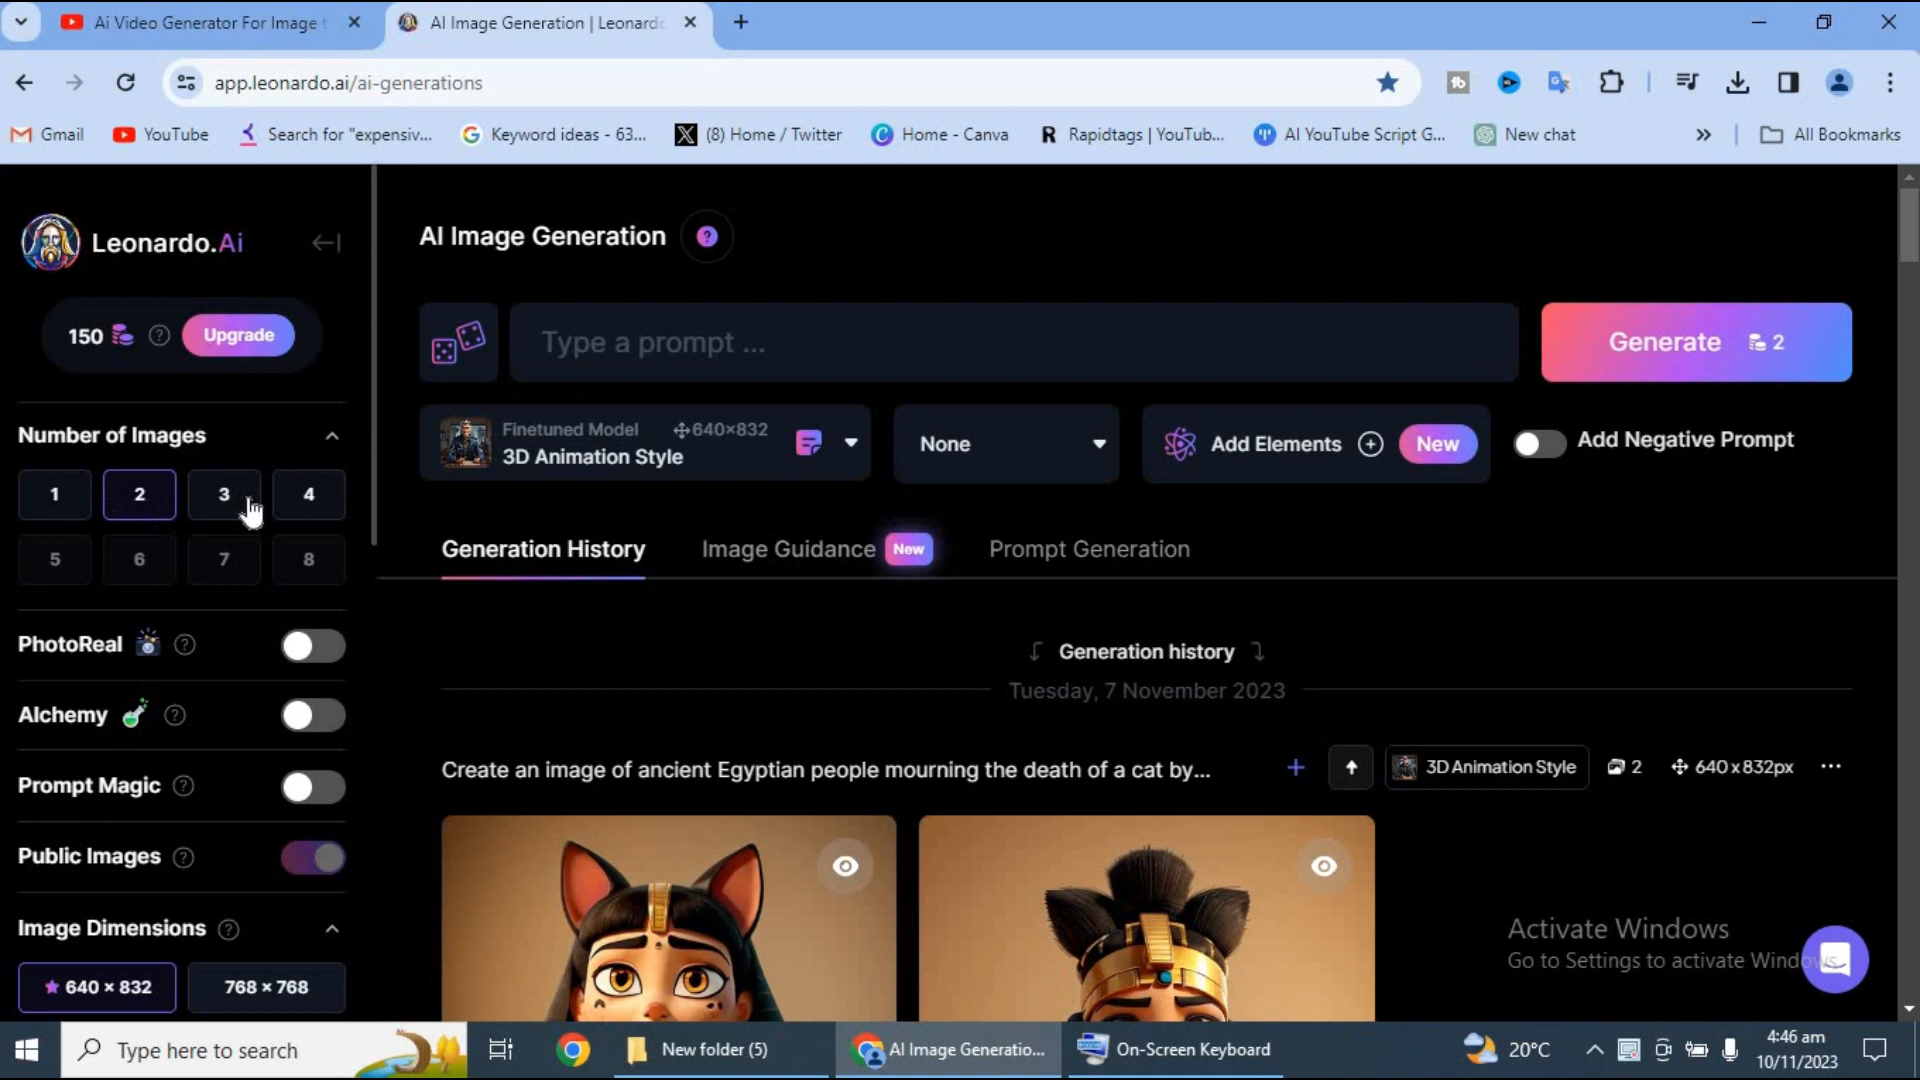 Ai Video Generator For Image t
AI Image Generation | Leonardo
app.leonardo.ai/ai-generations
Gmail
YouTube
Search for "expensiv...
Keyword ideas - 63...
(8) Home / Twitter
Home - Canva
Rapidtags | YouTub...
AI YouTube Script G...
New chat
All Bookmarks
Leonardo.Ai
150
Upgrade
Number of Images
1 2 3 4
5 6 7 8
PhotoReal
Alchemy
Prompt Magic
Public Images
Image Dimensions
640 × 832
768 × 768
AI Image Generation
Type a prompt ...
Generate 2
Finetuned Model 640×832
3D Animation Style
None
Add Elements New
Add Negative Prompt
Generation History
Image Guidance New
Prompt Generation
Generation history
Tuesday, 7 November 2023
Create an image of ancient Egyptian people mourning the death of a cat by...
3D Animation Style
2
640 x 832px
Activate Windows
Go to Settings to activate Windows.
Type here to search
New folder (5)
AI Image Generatio...
On-Screen Keyboard
20°C
4:46 am
10/11/2023